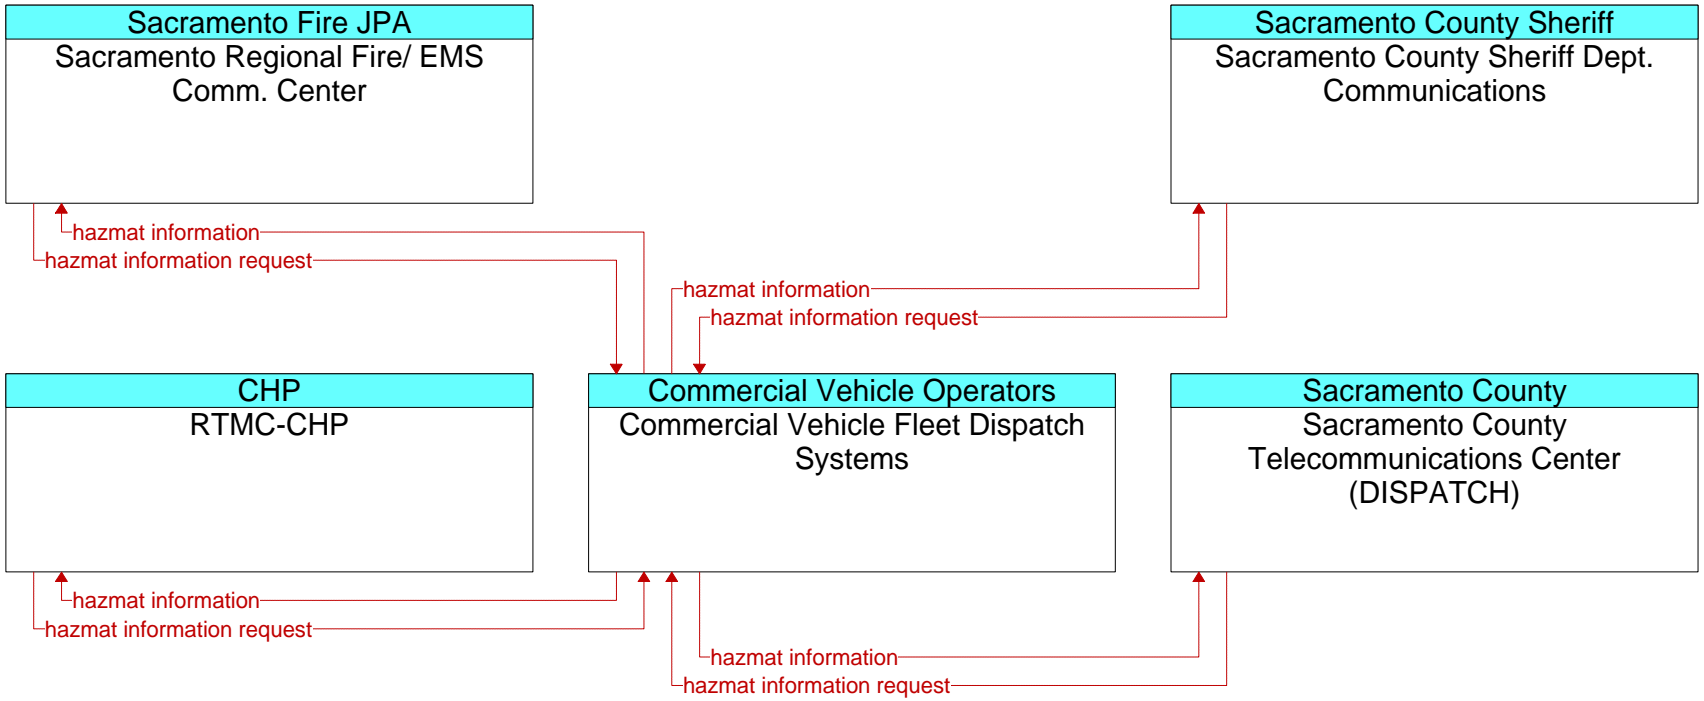 Sacramento Fire JPA
Sacramento Regional Fire/ EMS
Comm. Center
Sacramento County Sheriff
Sacramento County Sheriff Dept.
Communications
hazmat information
hazmat information request
hazmat information
hazmat information request
CHP
RTMC-CHP
Commercial Vehicle Operators
Commercial Vehicle Fleet Dispatch
Systems
Sacramento County
Sacramento County
Telecommunications Center
(DISPATCH)
hazmat information
hazmat information request
hazmat information
hazmat information request